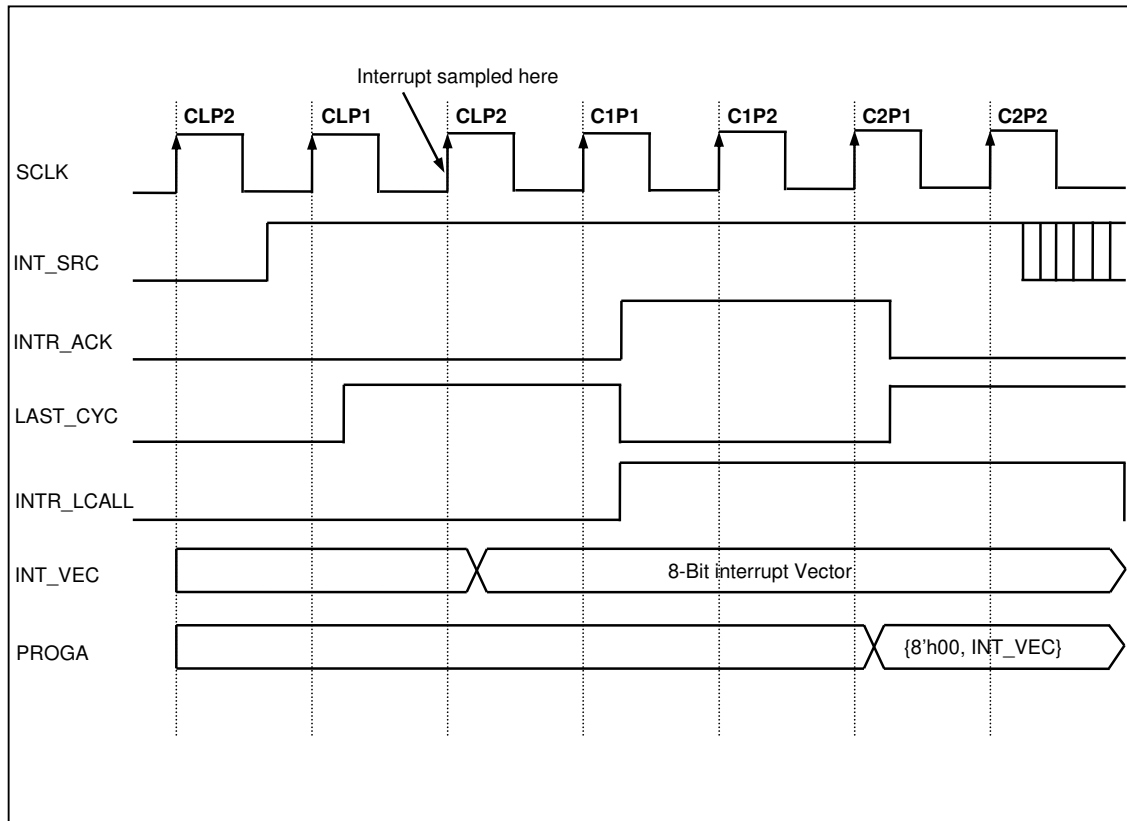 Interrupt sampled here
CLP2 CLP1 CLP2 C1P1 C1P2 C2P1 C2P2
SCLK
INT_SRC
INTR_ACK
LAST_CYC
INTR_LCALL
INT_VEC 8-Bit interrupt Vector
PROGA {8'h00, INT_VEC}